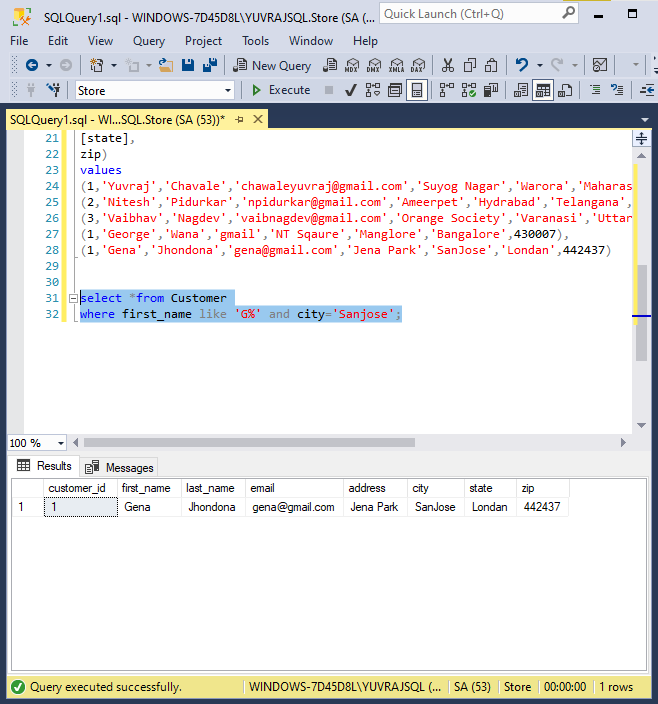 SQLQuery1.sql - WINDOWS-7D45D8L\YUVRAJSQL.Store (SA (...
Quick Launch (Ctrl+Q)
File Edit View Query Project Tools Window Help
New Query MDX DMX XMLA DAX
Store Execute
SQLQuery1.sql - WI...SQL.Store (SA (53))*
21 [state],
22 zip)
23 values
24 (1,'Yuvraj','Chavale','chawaleyuvraj@gmail.com','Suyog Nagar','Warora','Maharas
25 (2,'Nitesh','Pidurkar','npidurkar@gmail.com','Ameerpet','Hydrabad','Telangana',
26 (3,'Vaibhav','Nagdev','vaibnagdev@gmail.com','Orange Society','Varanasi','Uttar
27 (1,'George','Wana','gmail','NT Sqaure','Manglore','Bangalore',430007),
28 (1,'Gena','Jhondona','gena@gmail.com','Jena Park','SanJose','Londan',442437)
29
30
31 select *from Customer
32 where first_name like 'G%' and city='Sanjose';
100 %
Results Messages
customer_id first_name last_name email address city state zip
1 1 Gena Jhondona gena@gmail.com Jena Park SanJose Londan 442437
Query executed successfully. WINDOWS-7D45D8L\YUVRAJSQL (... SA (53) Store 00:00:00 1 rows